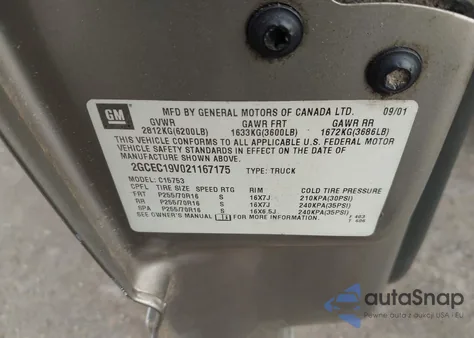 GM
MFD BY GENERAL MOTORS OF CANADA LTD. 09/01
GVWR GAWR FRT GAWR RR
2812KG(6200LB) 1633KG(3600LB) 1672KG(3686LB)
THIS VEHICLE CONFORMS TO ALL APPLICABLE U.S. FEDERAL MOTOR
VEHICLE SAFETY STANDARDS IN EFFECT ON THE DATE OF
MANUFACTURE SHOWN ABOVE.
2GCEC19V021167175 TYPE: TRUCK
MODEL: C15753
CPFL TIRE SIZE SPEED RTG RIM COLD TIRE PRESSURE
FRT P255/70R16 S 16X7J 210KPA(30PSI)
RR P255/70R16 S 16X7J 240KPA(35PSI)
SPA P255/70R16 S 16X6.5J 240KPA(35PSI)
SEE OWNER'S MANUAL FOR MORE INFORMATION.
autoSnap
Pewne auto z USA i EU